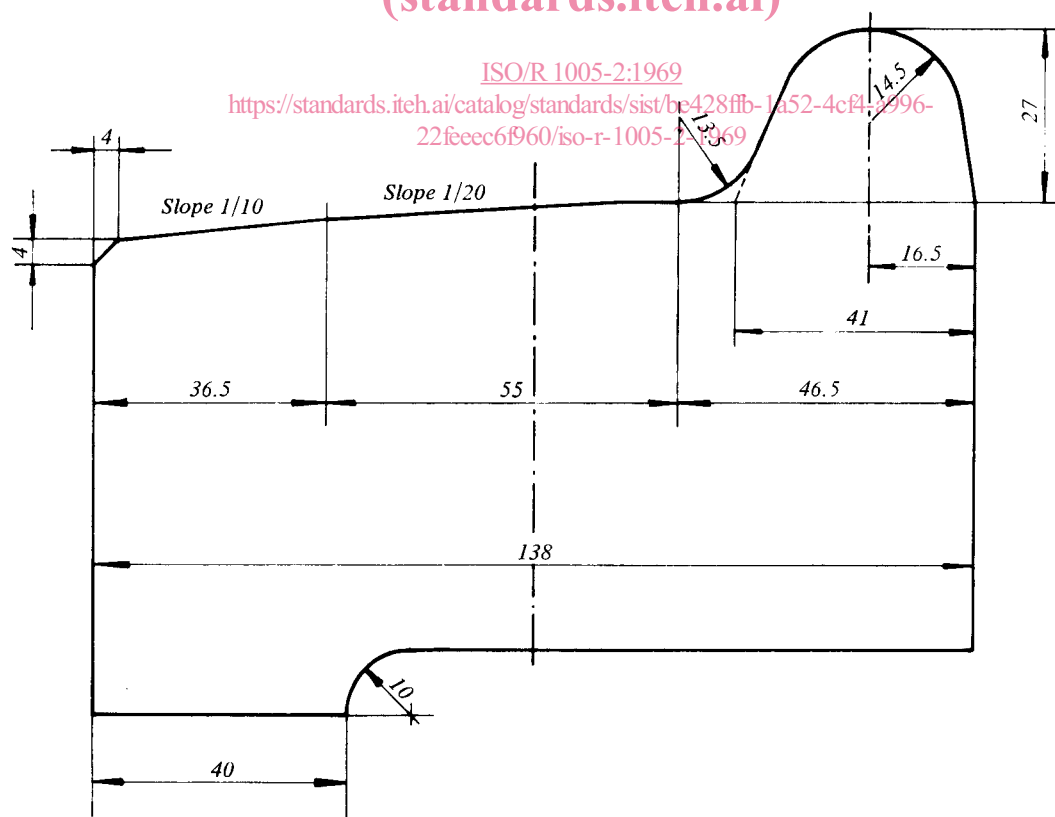 (standards.iteh.ai)
ISO/R 1005-2:1969
https://standards.iteh.ai/catalog/standards/sist/be428ffb-1a52-4cf4-a996-
22feeec6f960/iso-r-1005-2-1969
14.5
27
13.5
4
Slope 1/10
Slope 1/20
4
16.5
41
36.5
55
46.5
138
10
40